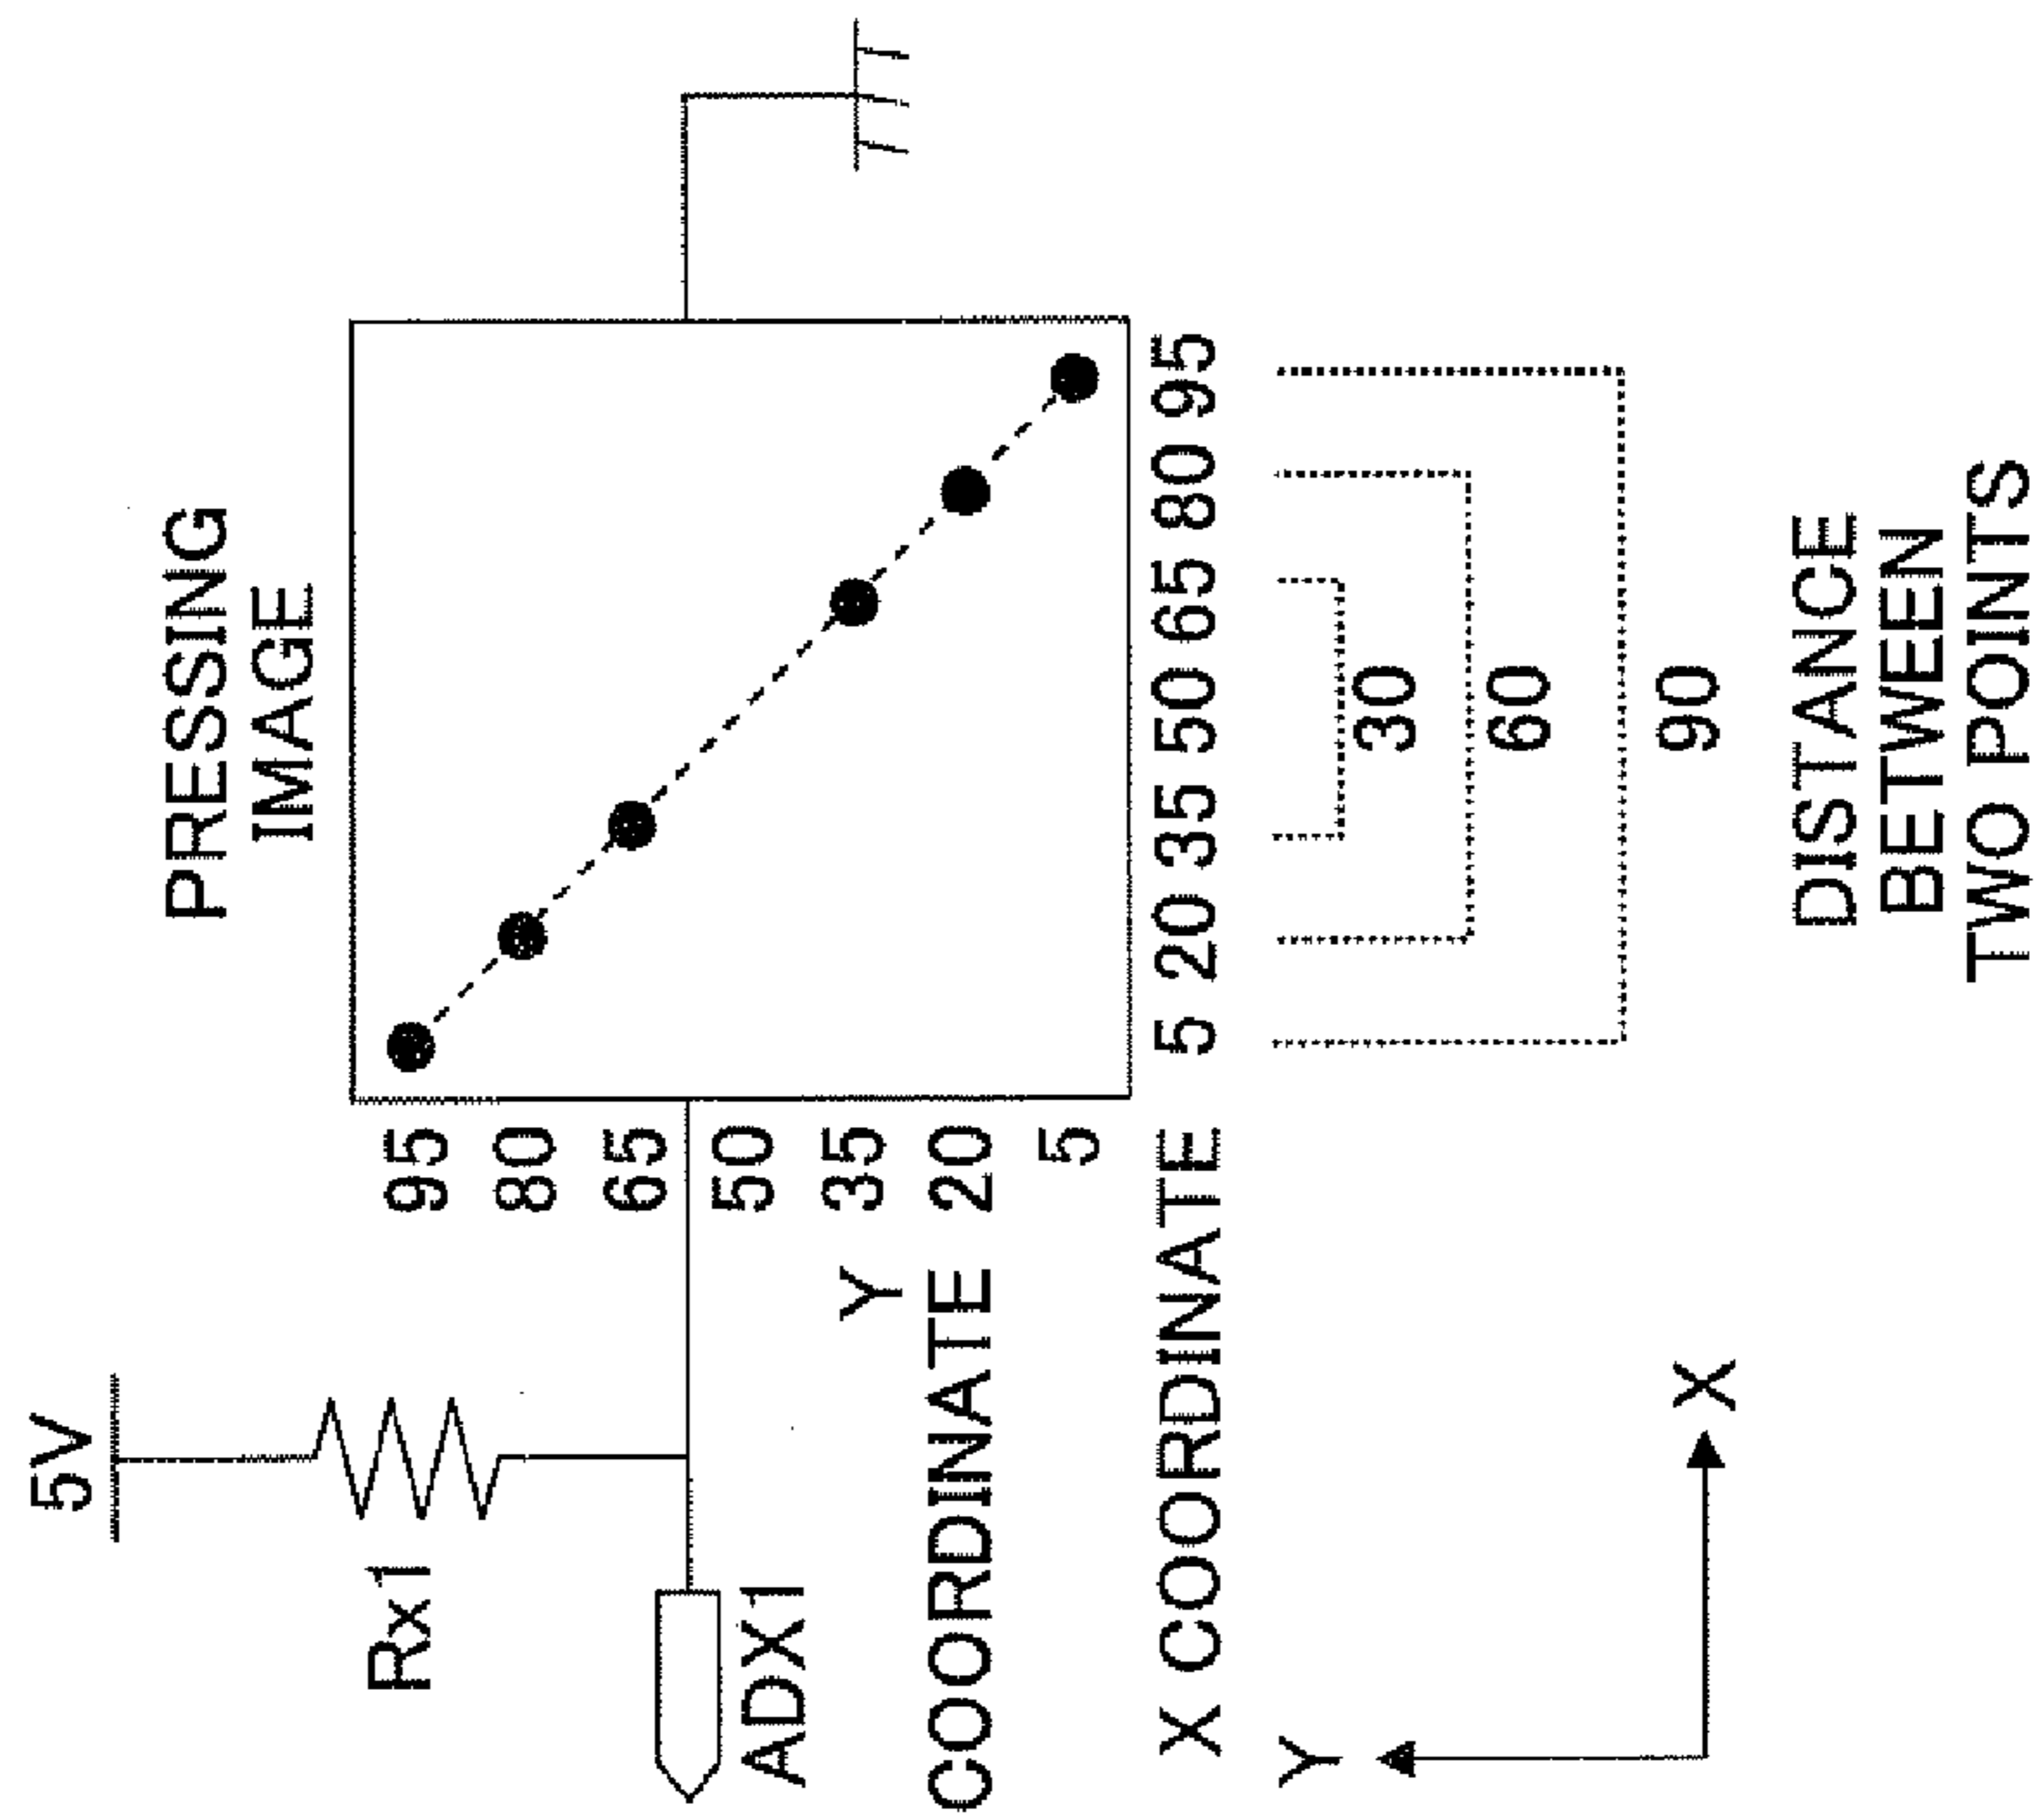 PRESSING
IMAGE
5V
Rx1
ADX1
95
80
65
50
35
20
5
Y
COORDINATE
X COORDINATE
5 20 35 50 65 80 95
30
60
90
DISTANCE
BETWEEN
TWO POINTS
Y
X